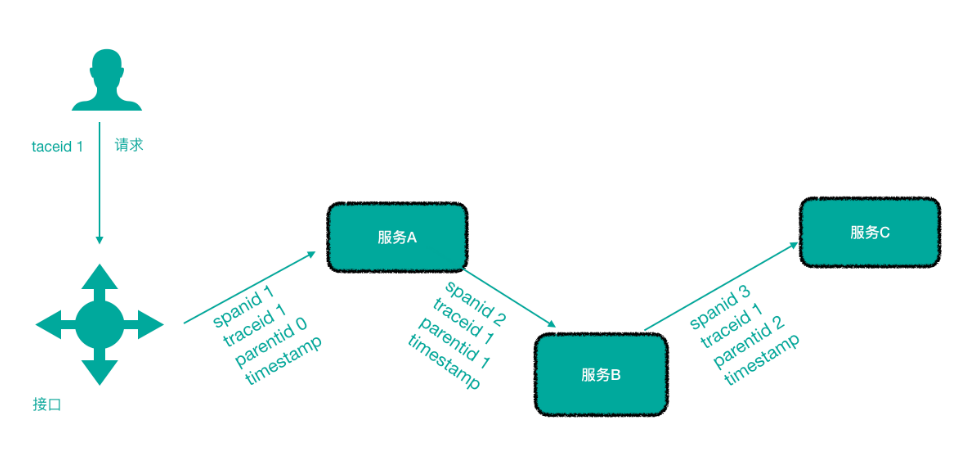 taceid 1
请求
接口
spanid 1
traceid 1
parentid 0
timestamp
服务A
spanid 2
traceid 1
parentid 1
timestamp
服务B
spanid 3
traceid 1
parentid 2
timestamp
服务C